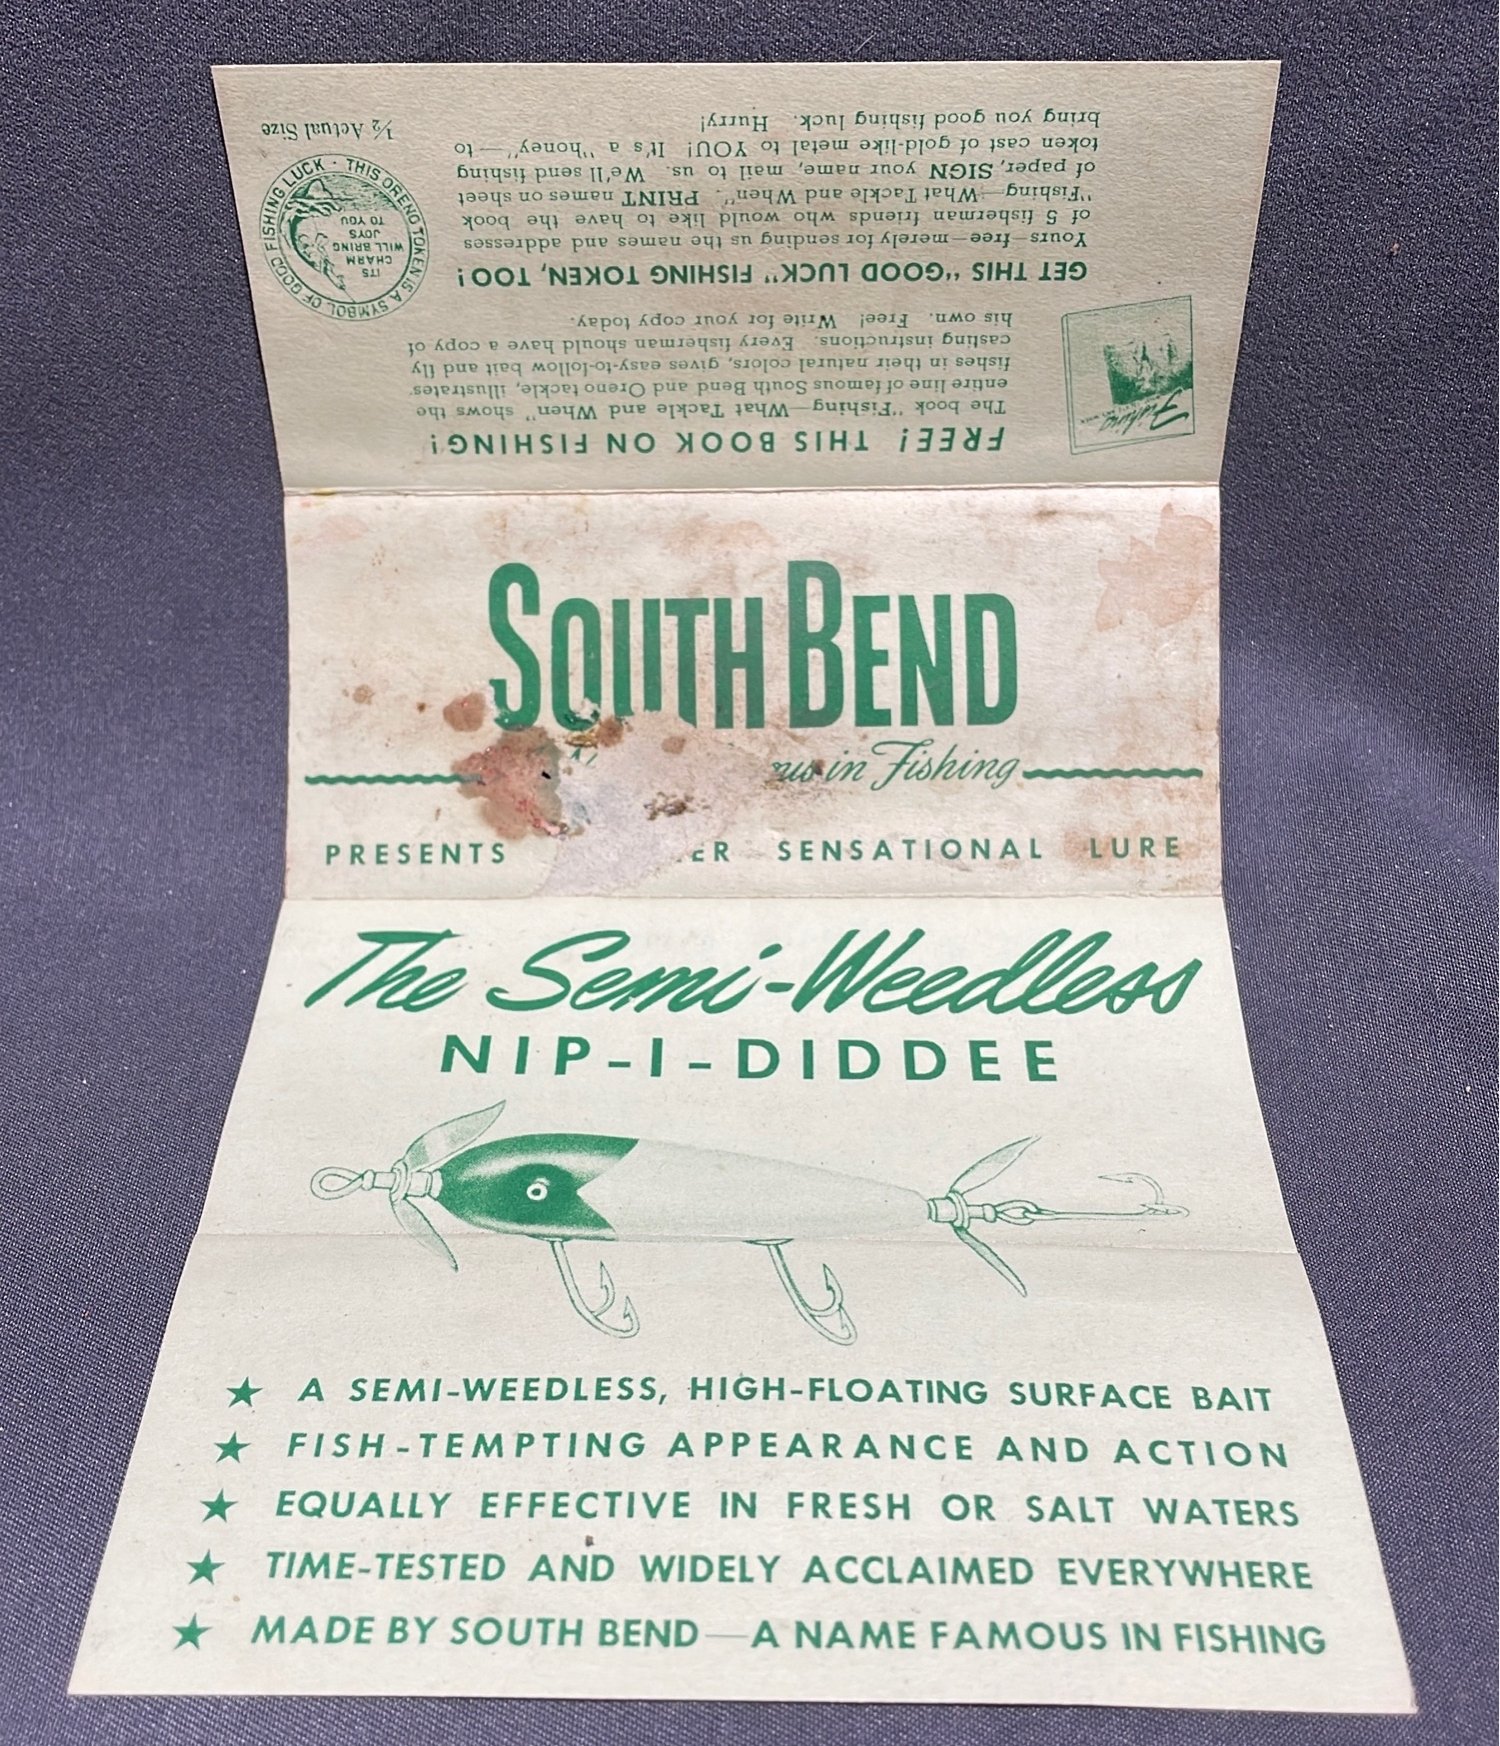 FREE! THIS BOOK ON FISHING!
The book "Fishing—What Tackle and When" shows the
entire line of famous South Bend and Oreno tackle, illustrates
fishes in their natural colors, gives easy-to-follow bait and fly
casting instructions. Every fisherman should have a copy of
his own. Free! Write for your copy today.
Fishing
GET THIS "GOOD LUCK" FISHING TOKEN, TOO!
Yours—free—merely for sending us the names and addresses
of 5 fisherman friends who would like to have the book
"Fishing—What Tackle and When". PRINT names on sheet
of paper, SIGN your name, mail to us. We'll send fishing
token cast of gold-like metal to YOU! It's a "honey",—to
bring you good fishing luck. Hurry!
THIS ORENO TOKEN IS A SYMBOL OF GOOD FISHING LUCK
ITS
CHARM
WILL BRING
JOYS
TO YOU
½ Actual Size
SOUTH BEND
in Fishing
PRESENTS SENSATIONAL LURE
The Semi-Weedless
NIP-I-DIDDEE
★ A SEMI-WEEDLESS, HIGH-FLOATING SURFACE BAIT
★ FISH-TEMPTING APPEARANCE AND ACTION
★ EQUALLY EFFECTIVE IN FRESH OR SALT WATERS
★ TIME-TESTED AND WIDELY ACCLAIMED EVERYWHERE
★ MADE BY SOUTH BEND—A NAME FAMOUS IN FISHING